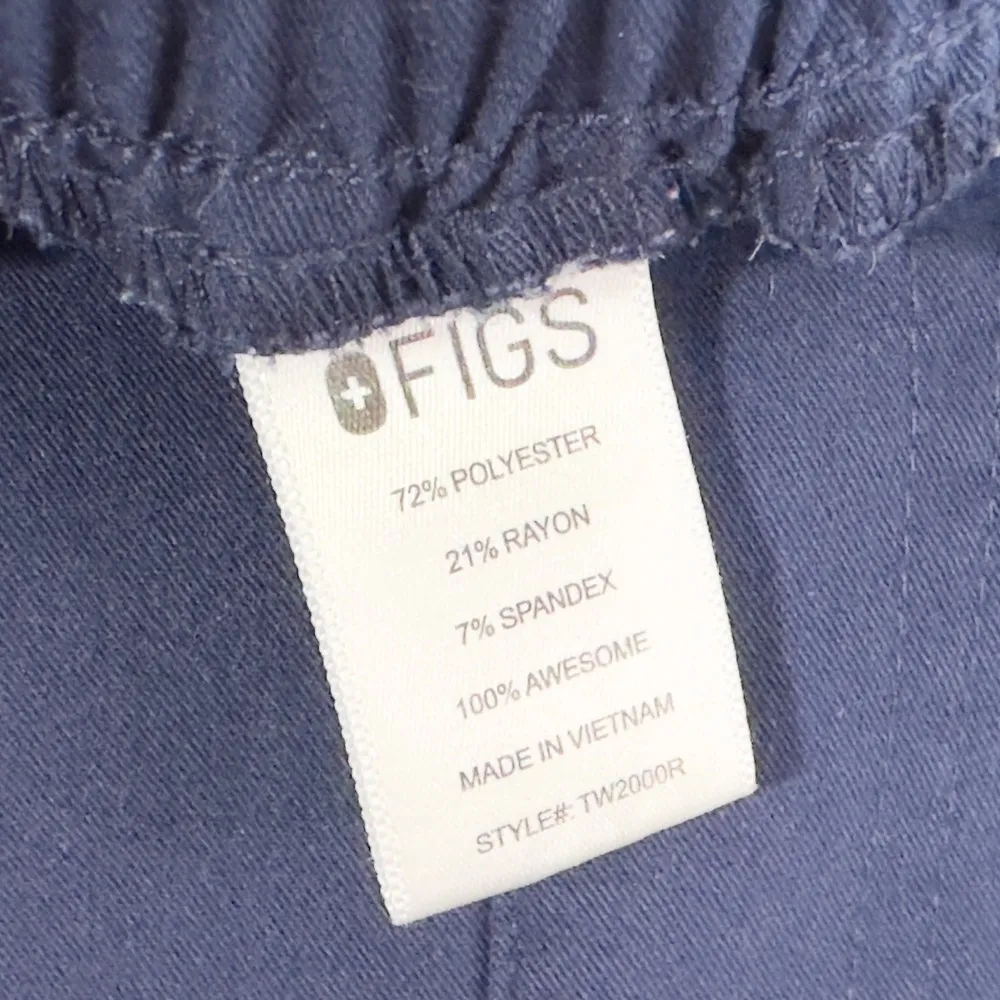 FIGS
72% POLYESTER
21% RAYON
7% SPANDEX
100% AWESOME
MADE IN VIETNAM
STYLE#: TW2000R